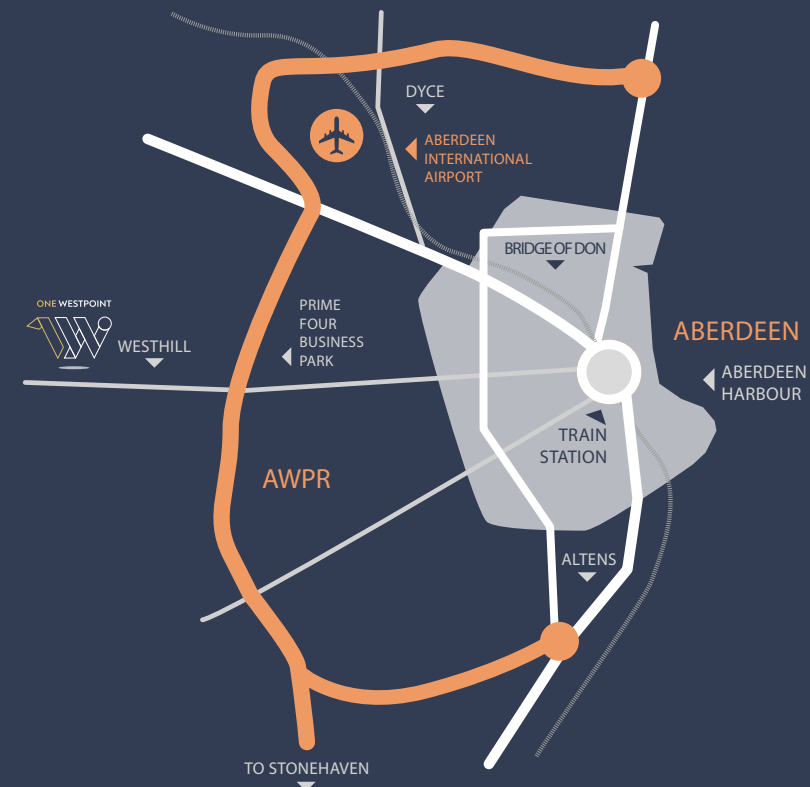 DYCE
ABERDEEN
INTERNATIONAL
AIRPORT
BRIDGE OF DON
ONE WESTPOINT
WESTHILL
PRIME
FOUR
BUSINESS
PARK
ABERDEEN
ABERDEEN
HARBOUR
TRAIN
STATION
AWPR
ALTENS
TO STONEHAVEN